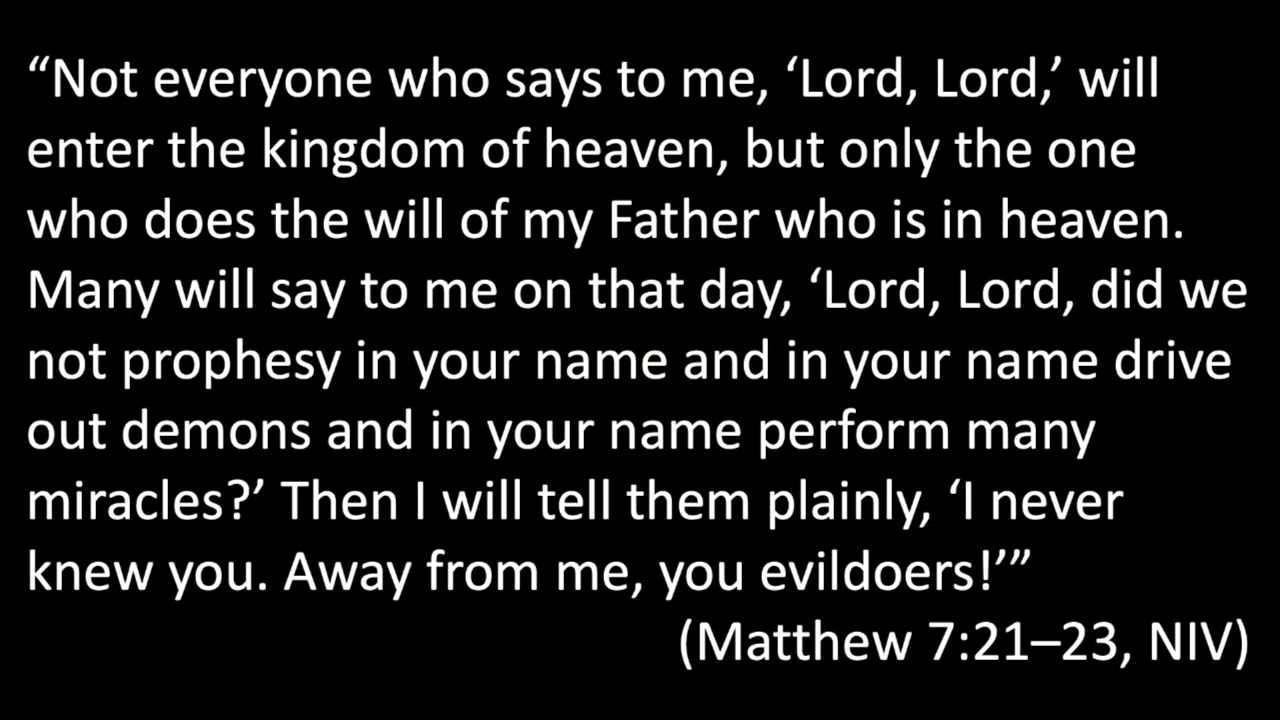 “Not everyone who says to me, ‘Lord, Lord,’ will
enter the kingdom of heaven, but only the one
who does the will of my Father who is in heaven.
Many will say to me on that day, ‘Lord, Lord, did we
not prophesy in your name and in your name drive
out demons and in your name perform many
miracles?’ Then I will tell them plainly, ‘I never
knew you. Away from me, you evildoers!’”
(Matthew 7:21–23, NIV)